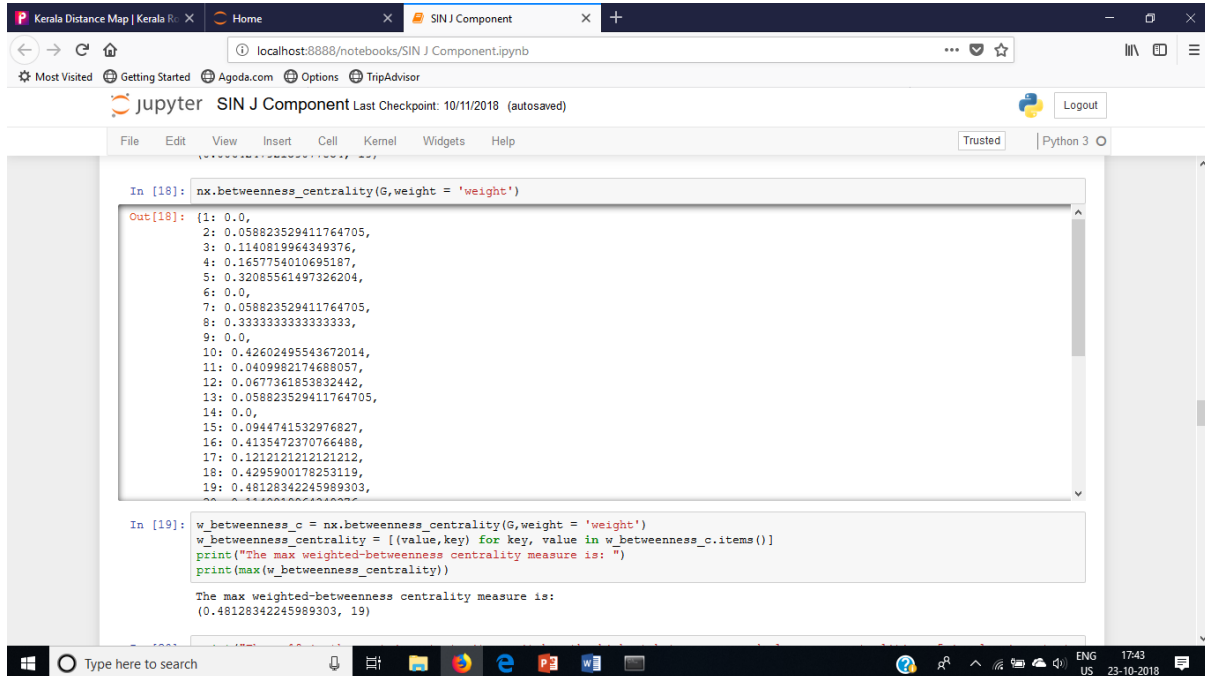 Kerala Distance Map | Kerala Ro
Home
SIN J Component
localhost:8888/notebooks/SIN J Component.ipynb
Most Visited Getting Started Agoda.com Options TripAdvisor
jupyter SIN J Component Last Checkpoint: 10/11/2018 (autosaved)
Logout
File Edit View Insert Cell Kernel Widgets Help
Trusted Python 3
In [18]: nx.betweenness_centrality(G,weight = 'weight')
Out[18]: {1: 0.0,
2: 0.058823529411764705,
3: 0.1140819964349376,
4: 0.1657754010695187,
5: 0.32085561497326204,
6: 0.0,
7: 0.058823529411764705,
8: 0.3333333333333333,
9: 0.0,
10: 0.42602495543672014,
11: 0.0409982174688057,
12: 0.0677361853832442,
13: 0.058823529411764705,
14: 0.0,
15: 0.0944741532976827,
16: 0.4135472370766488,
17: 0.1212121212121212,
18: 0.4295900178253119,
19: 0.48128342245989303,
In [19]: w_betweenness_c = nx.betweenness_centrality(G,weight = 'weight')
w_betweenness_centrality = [(value,key) for key, value in w_betweenness_c.items()]
print("The max weighted-betweenness centrality measure is: ")
print(max(w_betweenness_centrality))
The max weighted-betweenness centrality measure is:
(0.48128342245989303, 19)
Type here to search
ENG
US
17:43
23-10-2018